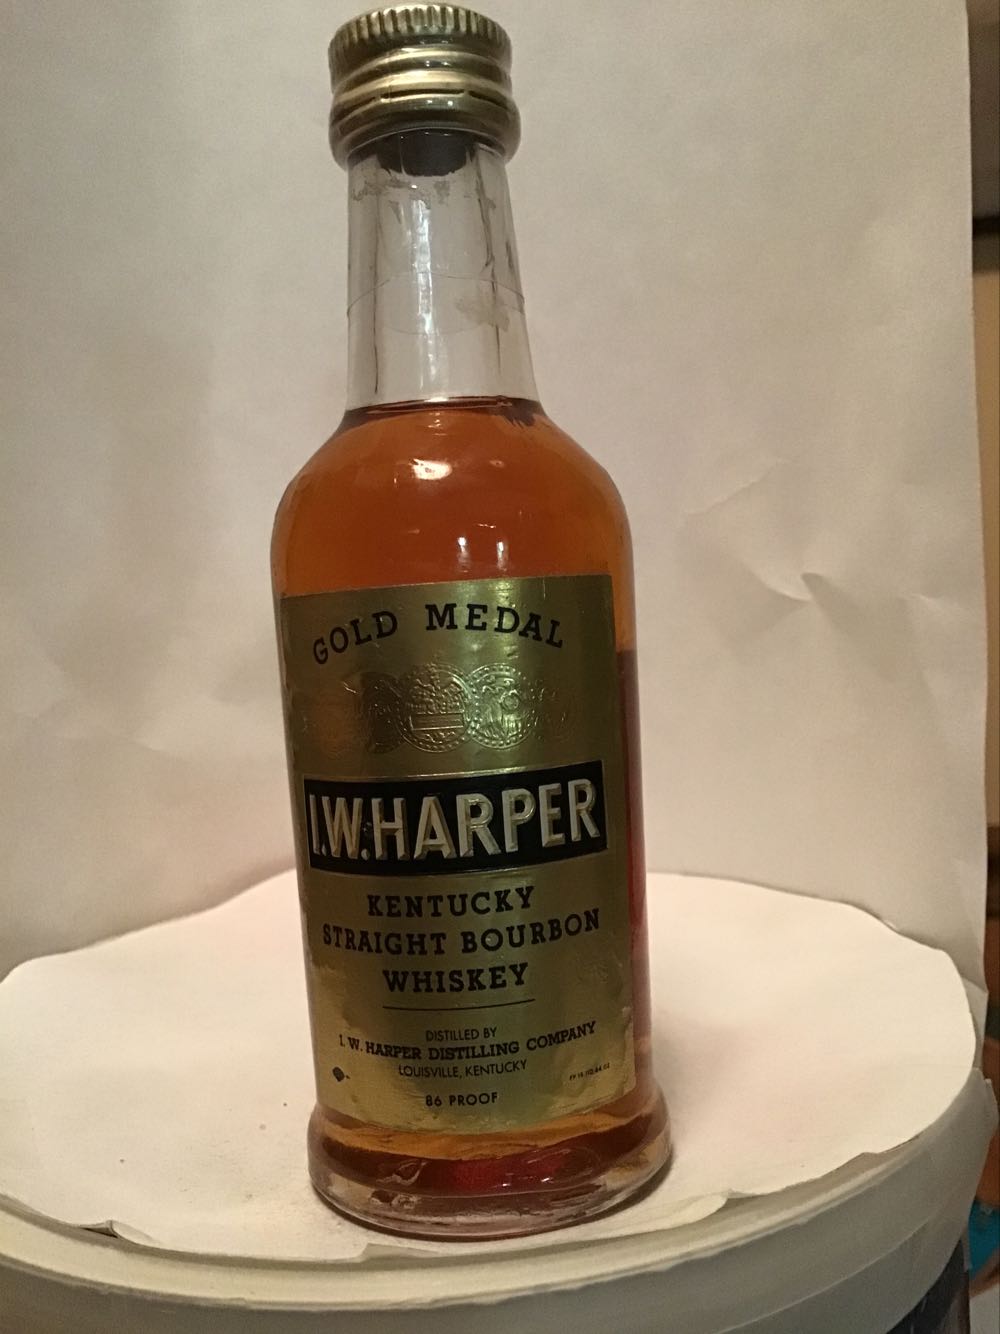 GOLD MEDAL
I.W.HARPER
KENTUCKY
STRAIGHT BOURBON
WHISKEY
DISTILLED BY
I. W. HARPER DISTILLING COMPANY
LOUISVILLE, KENTUCKY
86 PROOF